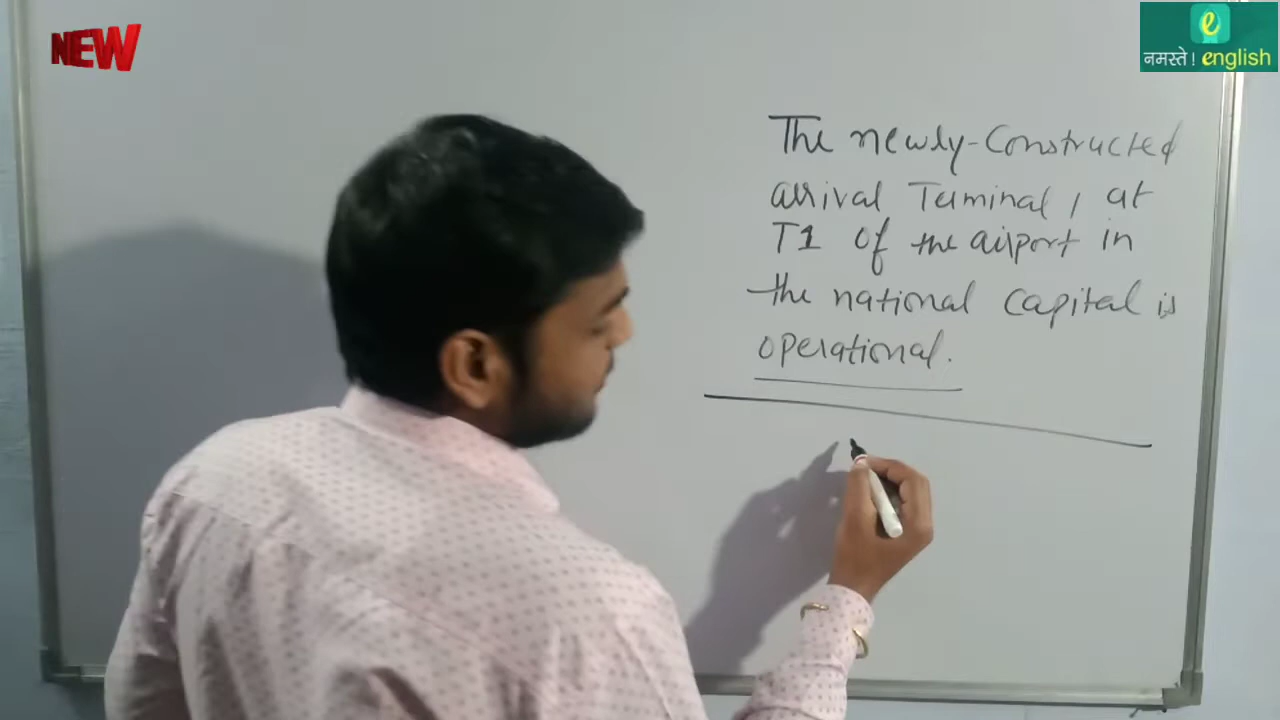 NEW
e
नमस्ते ! english
The newly-Constructed
arrival Terminal, at
T1 of the airport in
the national capital is
operational.